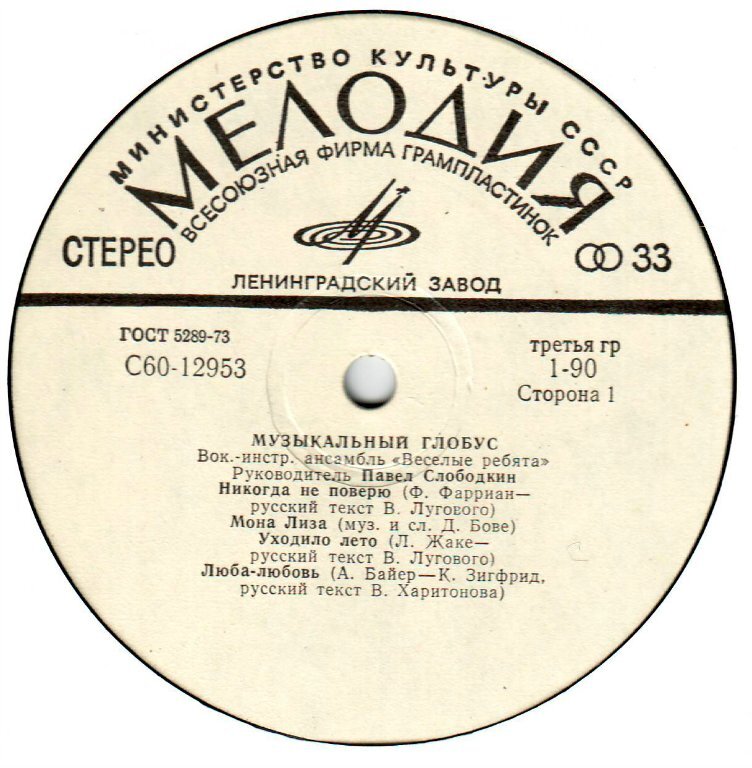 МИНИСТЕРСТВО КУЛЬТУРЫ СССР
МЕЛОДИЯ
ВСЕСОЮЗНАЯ ФИРМА ГРАМПЛАСТИНОК
СТЕРЕО
33
ЛЕНИНГРАДСКИЙ ЗАВОД
ГОСТ 5289-73
С60-12953
третья гр
1-90
Сторона 1
МУЗЫКАЛЬНЫЙ ГЛОБУС
Вок.-инстр. ансамбль «Веселые ребята»
Руководитель Павел Слободкин
Никогда не поверю (Ф. Фарриан—
русский текст В. Лугового)
Мона Лиза (муз. и сл. Д. Бове)
Уходило лето (Л. Жаке—
русский текст В. Лугового)
Люба-любовь (А. Байер—К. Зигфрид,
русский текст В. Харитонова)